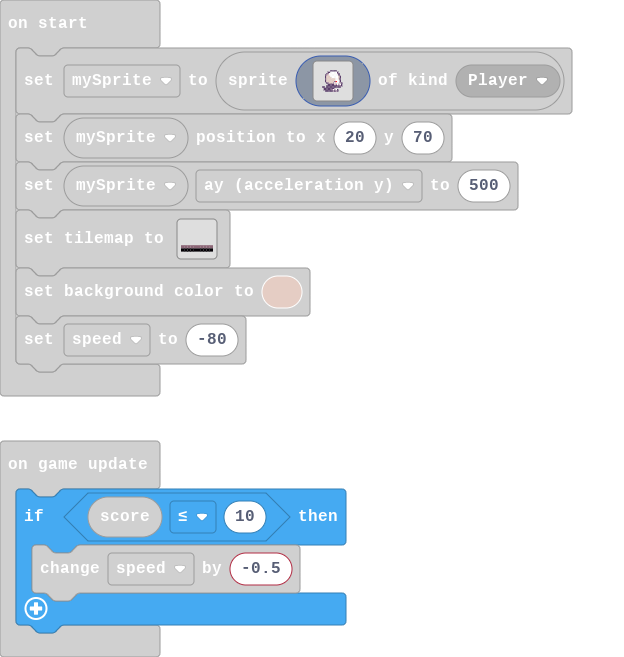 on start
set mySprite to sprite of kind Player
set mySprite position to x 20 y 70
set mySprite ay (acceleration y) to 500
set tilemap to
set background color to
set speed to -80
on game update
if score ≤ 10 then
change speed by -0.5